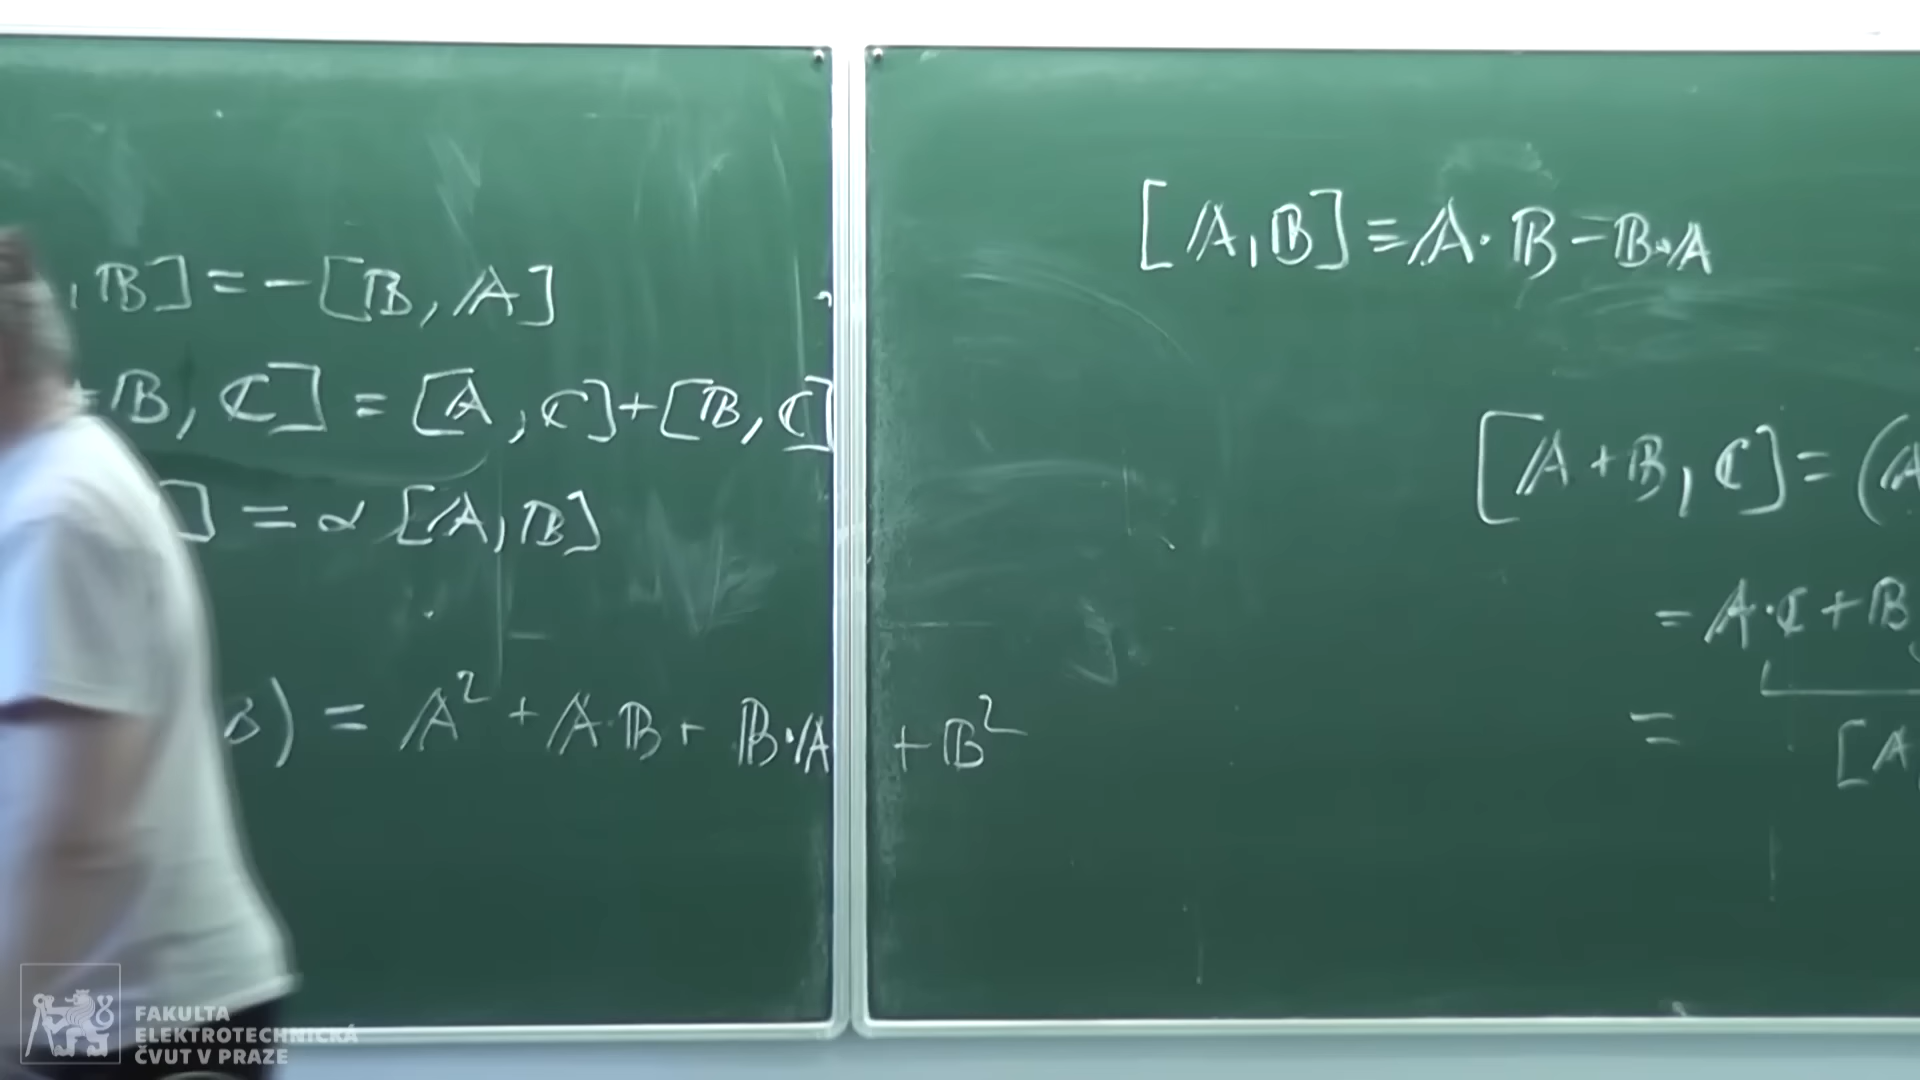 , 𝔹] = -[𝔹, 𝔸]
+𝔹, ℂ] = [𝔸, ℂ]+[𝔹, ℂ]
] = α [𝔸, 𝔹]
𝔹) = 𝔸² + 𝔸·𝔹 + 𝔹·𝔸 + 𝔹²
[𝔸, 𝔹] ≡ 𝔸·𝔹 - 𝔹·𝔸
[𝔸+𝔹, ℂ] = (𝔸
= 𝔸·ℂ + 𝔹
= [𝔸,
FAKULTA
ELEKTROTECHNICKÁ
ČVUT V PRAZE